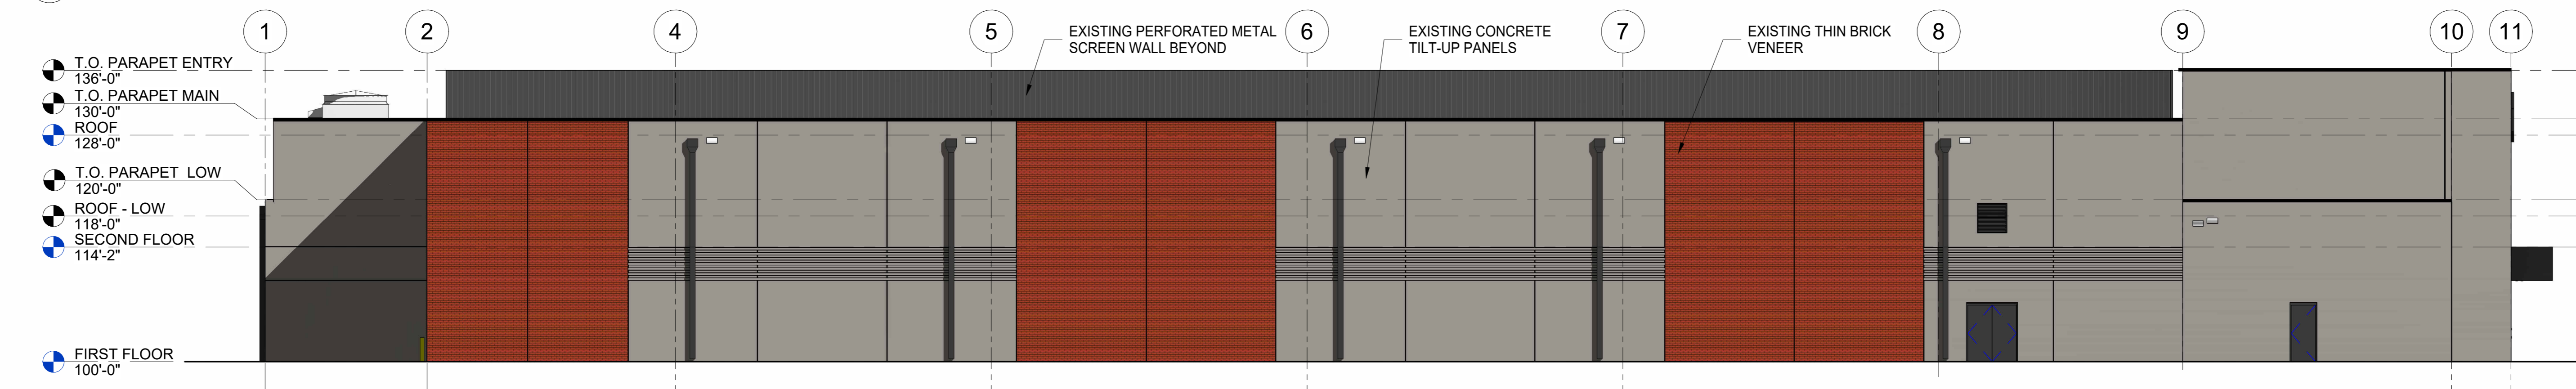 1
2
4
5
6
7
8
9
10
11
EXISTING PERFORATED METAL
SCREEN WALL BEYOND
EXISTING CONCRETE
TILT-UP PANELS
EXISTING THIN BRICK
VENEER
T.O. PARAPET ENTRY
136'-0"
T.O. PARAPET MAIN
130'-0"
ROOF
128'-0"
T.O. PARAPET LOW
120'-0"
ROOF - LOW
118'-0"
SECOND FLOOR
114'-2"
FIRST FLOOR
100'-0"